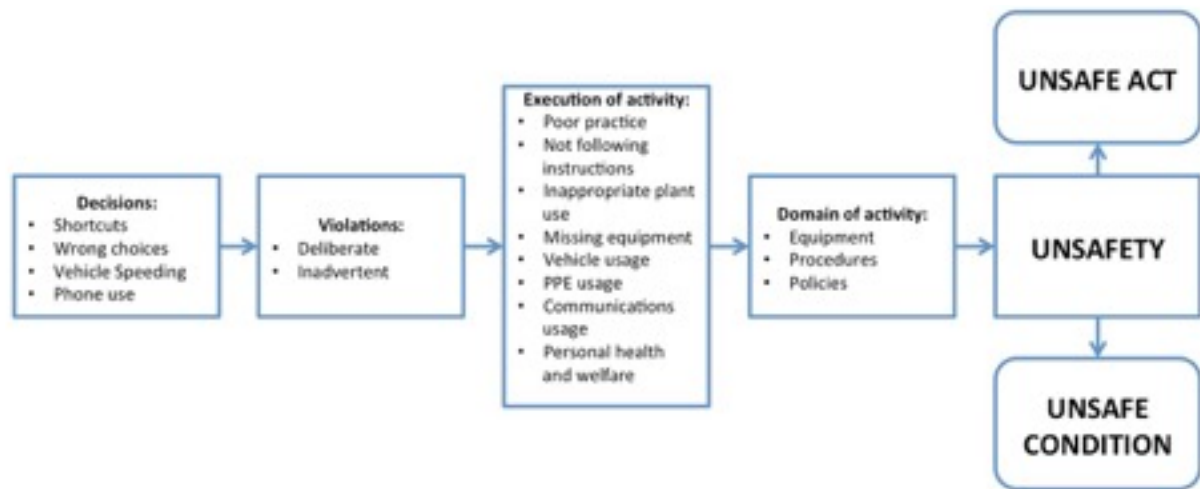 Decisions:
• Shortcuts
• Wrong choices
• Vehicle Speeding
• Phone use
Violations:
• Deliberate
• Inadvertent
Execution of activity:
• Poor practice
• Not following
instructions
• Inappropriate plant
use
• Missing equipment
• Vehicle usage
• PPE usage
• Communications
usage
• Personal health
and welfare
Domain of activity:
• Equipment
• Procedures
• Policies
UNSAFE ACT
UNSAFETY
UNSAFE
CONDITION